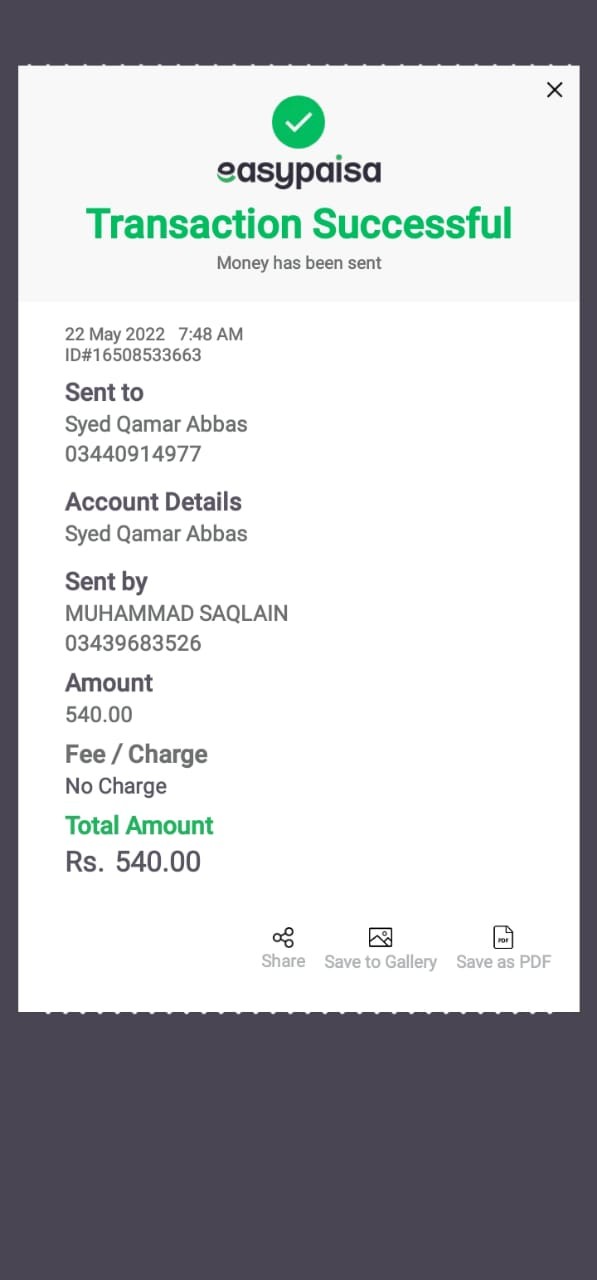 easypaisa
Transaction Successful
Money has been sent
22 May 2022 7:48 AM
ID#16508533663
Sent to
Syed Qamar Abbas
03440914977
Account Details
Syed Qamar Abbas
Sent by
MUHAMMAD SAQLAIN
03439683526
Amount
540.00
Fee / Charge
No Charge
Total Amount
Rs. 540.00
PDF
Share Save to Gallery Save as PDF